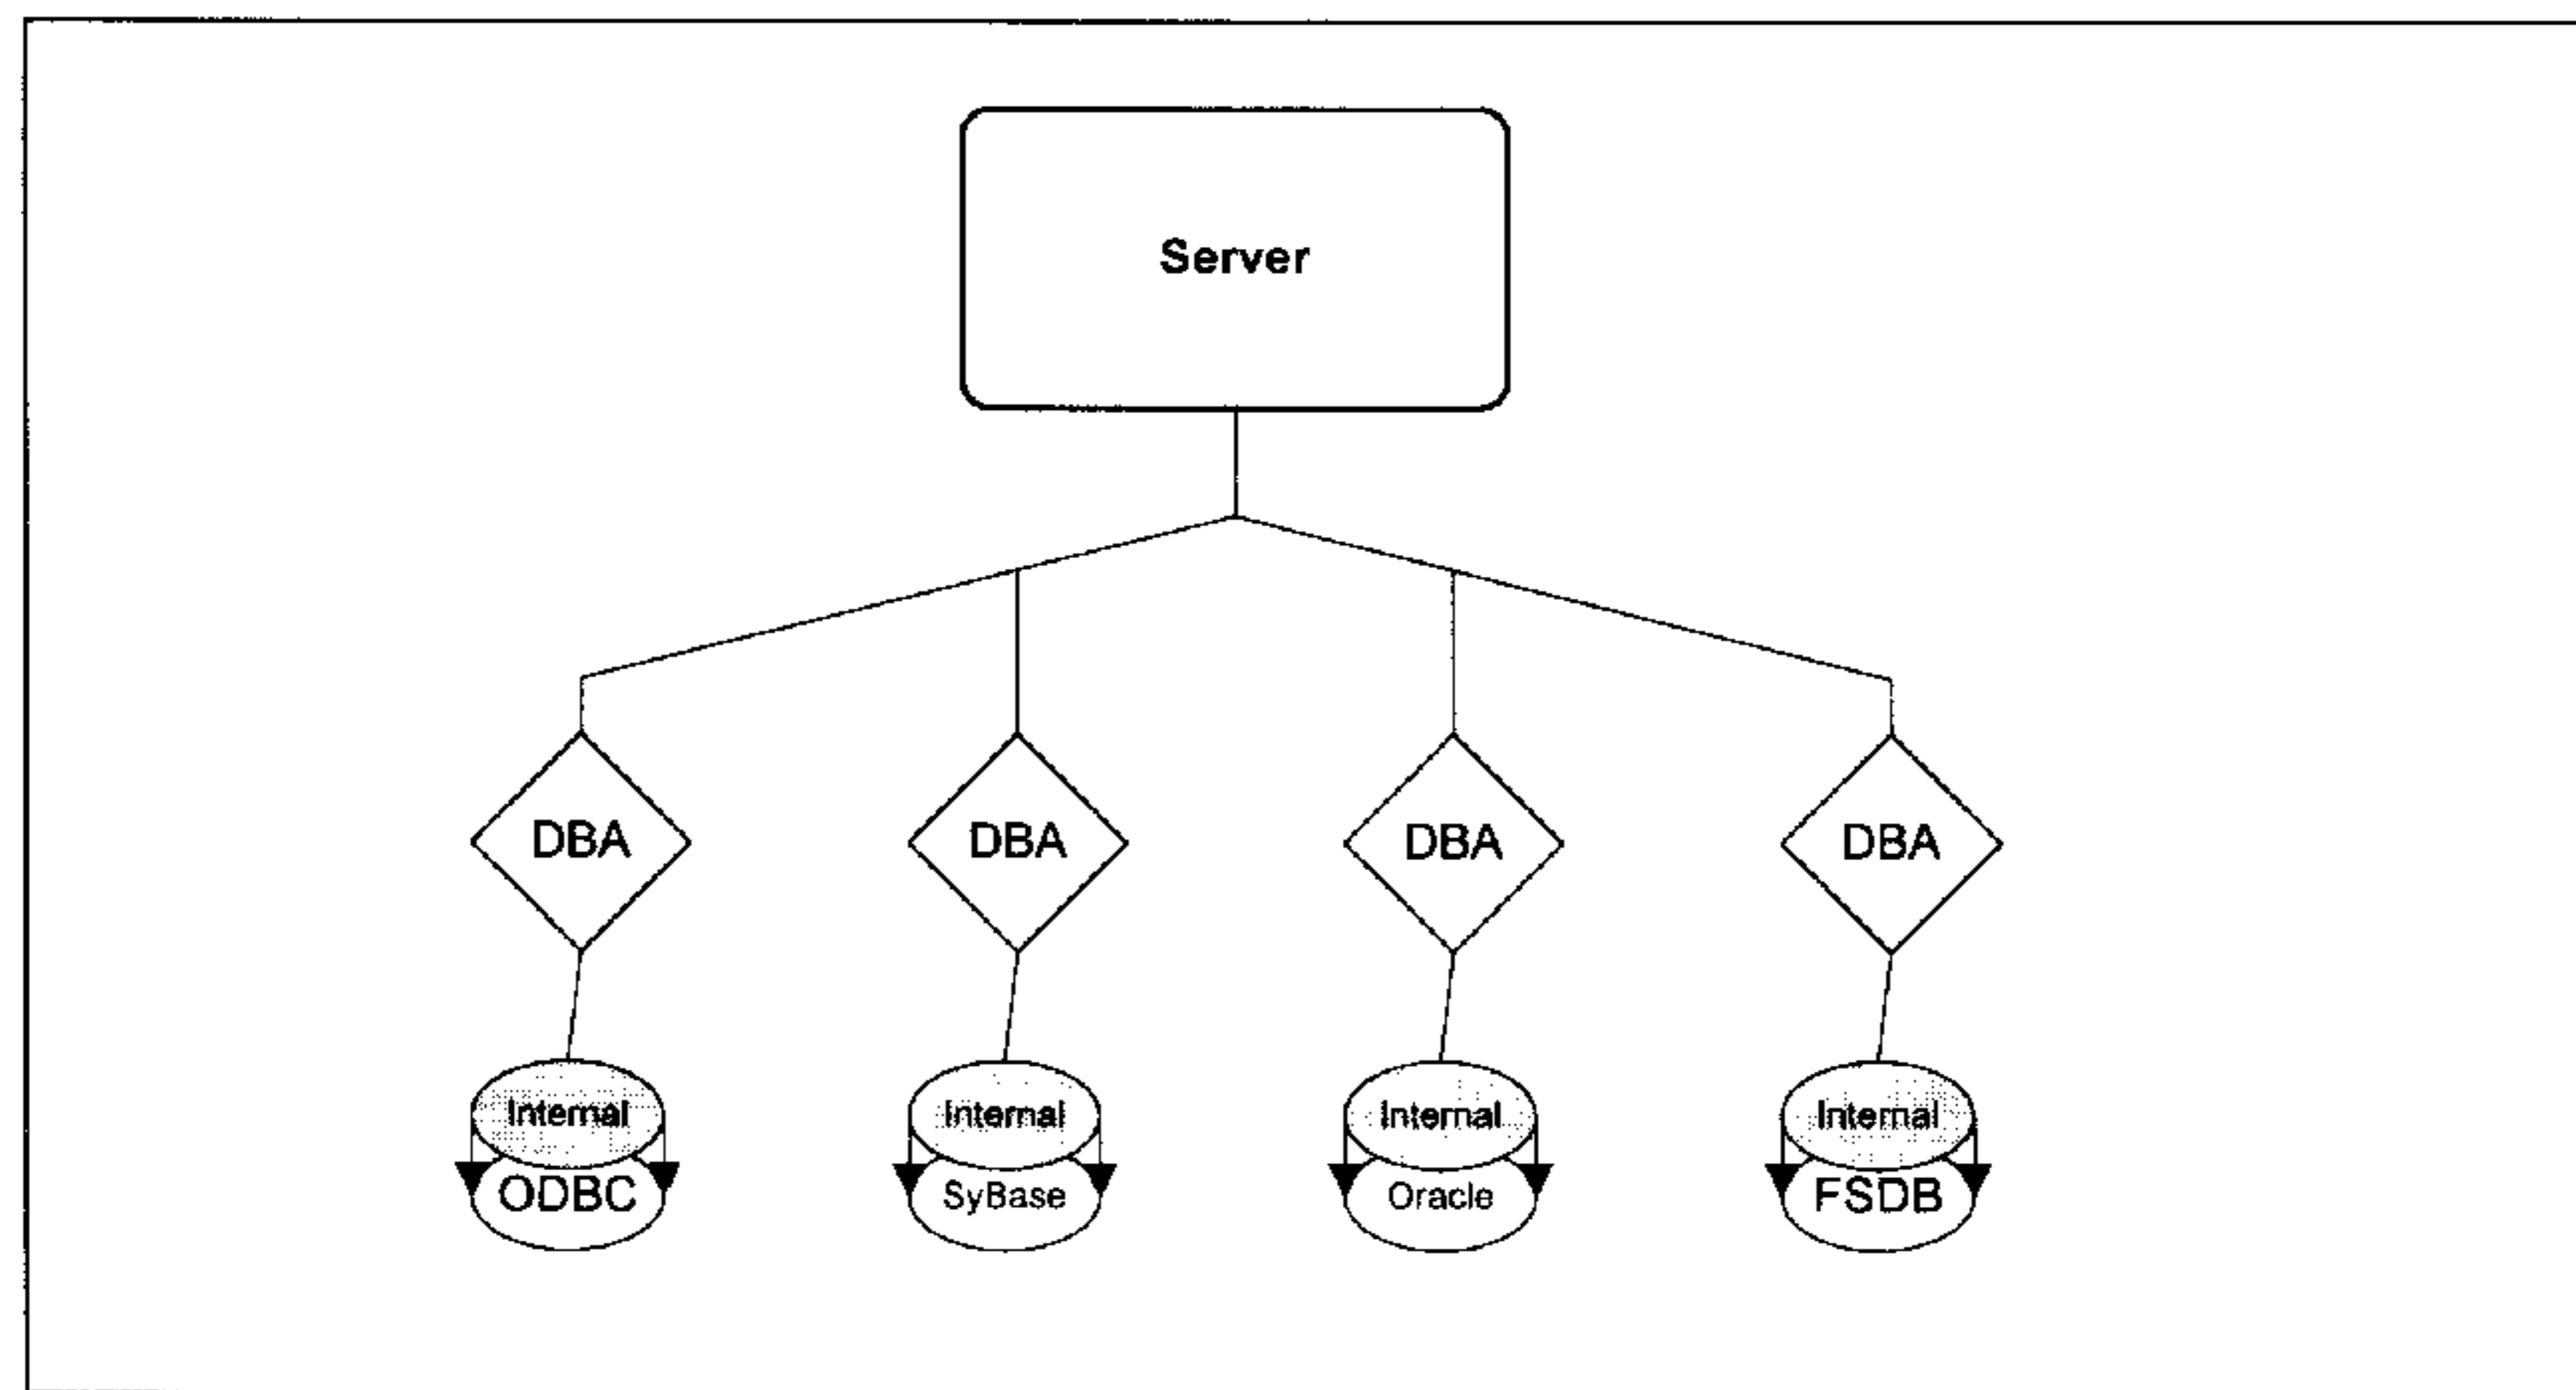 Server
DBA
DBA
DBA
DBA
Internal
Internal
Internal
Internal
ODBC
SyBase
Oracle
FSDB